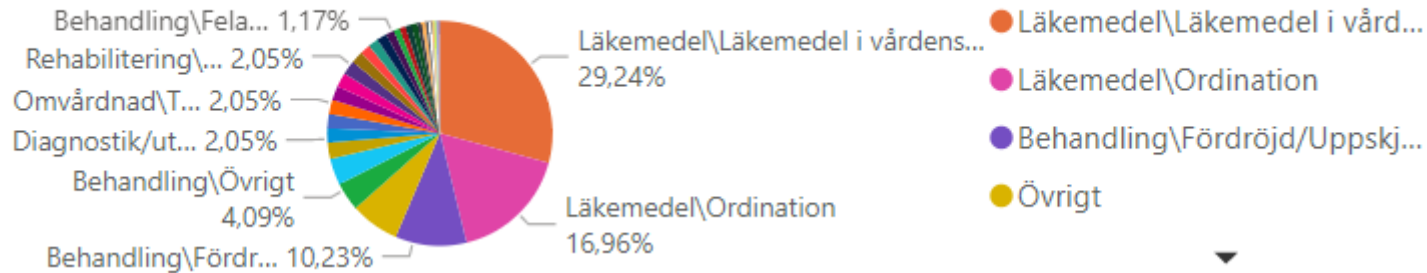 Behandling\Fela... 1,17%
Rehabilitering\... 2,05%
Omvårdnad\T... 2,05%
Diagnostik/ut... 2,05%
Behandling\Övrigt
4,09%
Behandling\Fördr... 10,23%
Läkemedel\Läkemedel i vårdens...
29,24%
Läkemedel\Ordination
16,96%
Läkemedel\Läkemedel i vård...
Läkemedel\Ordination
Behandling\Fördröjd/Uppskj...
Övrigt